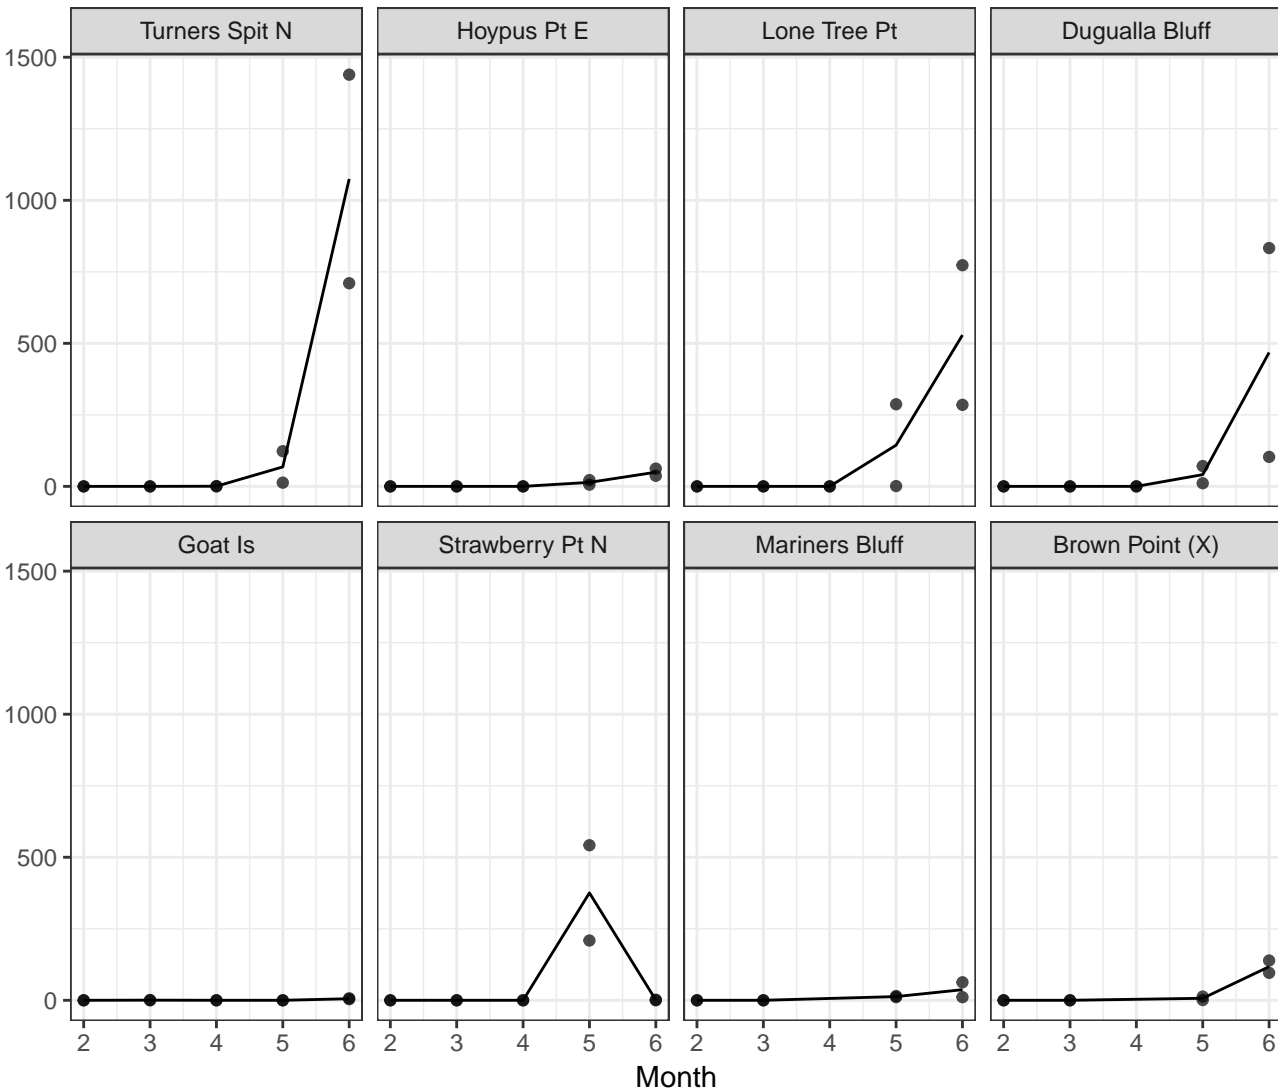 Turners Spit N Hoypus Pt E Lone Tree Pt Dugualla Bluff
1500
1000
500
0
Goat Is Strawberry Pt N Mariners Bluff Brown Point (X)
1500
1000
500
0
2 3 4 5 6 2 3 4 5 6 2 3 4 5 6 2 3 4 5 6
Month